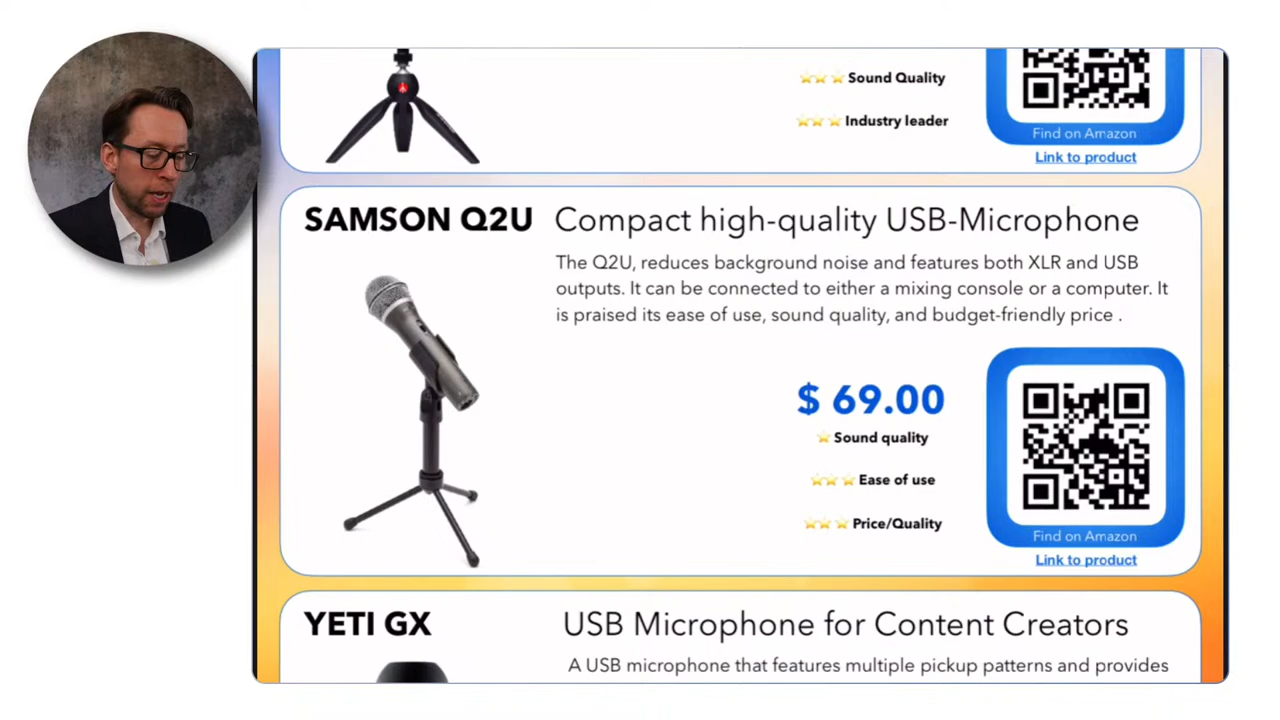 Sound Quality
Industry leader
Find on Amazon
Link to product
SAMSON Q2U
Compact high-quality USB-Microphone
The Q2U, reduces background noise and features both XLR and USB
outputs. It can be connected to either a mixing console or a computer. It
is praised its ease of use, sound quality, and budget-friendly price .
$ 69.00
Sound quality
Ease of use
Price/Quality
Find on Amazon
Link to product
YETI GX
USB Microphone for Content Creators
A USB microphone that features multiple pickup patterns and provides